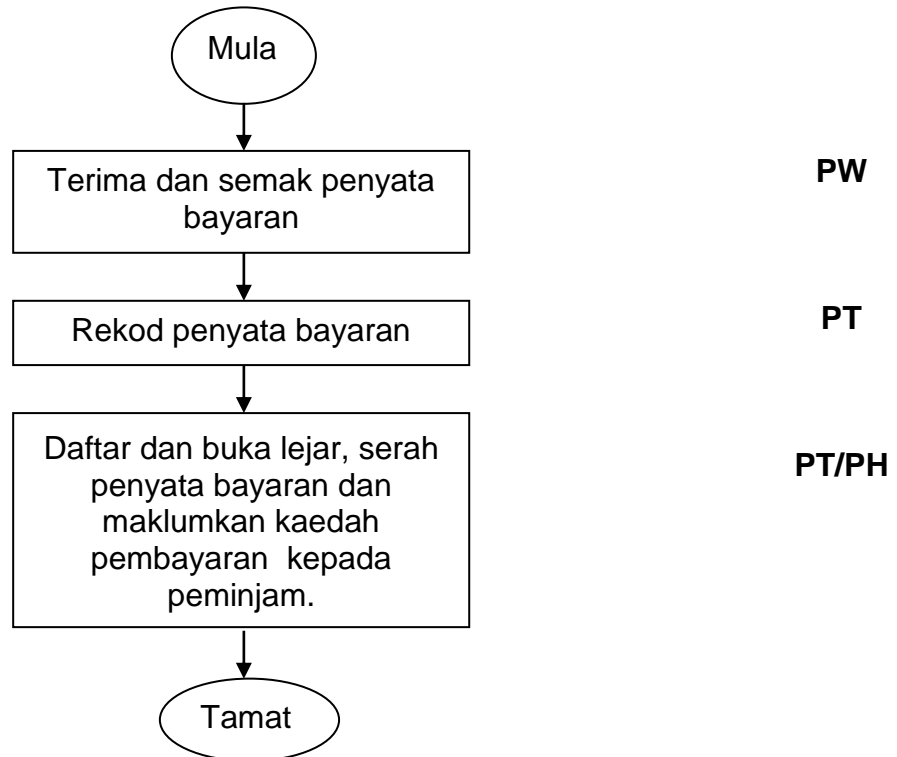 Mula
Terima dan semak penyata
bayaran
PW
Rekod penyata bayaran
PT
Daftar dan buka lejar, serah
penyata bayaran dan
maklumkan kaedah
pembayaran kepada
peminjam.
PT/PH
Tamat